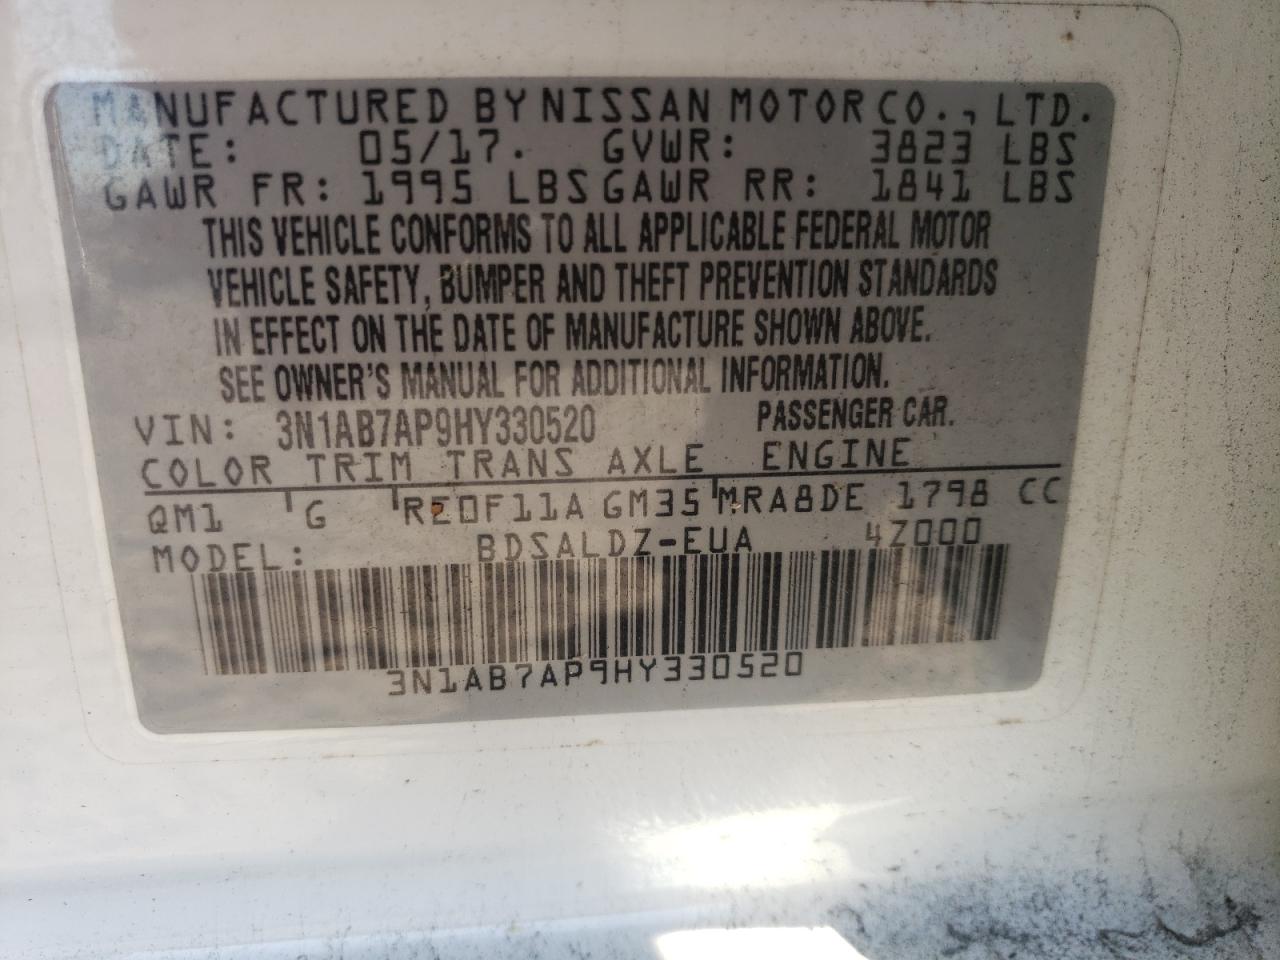 MANUFACTURED BY NISSAN MOTOR CO., LTD.
DATE: 05/17. GVWR: 3823 LBS
GAWR FR: 1995 LBS GAWR RR: 1841 LBS
THIS VEHICLE CONFORMS TO ALL APPLICABLE FEDERAL MOTOR
VEHICLE SAFETY, BUMPER AND THEFT PREVENTION STANDARDS
IN EFFECT ON THE DATE OF MANUFACTURE SHOWN ABOVE.
SEE OWNER'S MANUAL FOR ADDITIONAL INFORMATION.
VIN: 3N1AB7AP9HY330520 PASSENGER CAR.
COLOR TRIM TRANS AXLE ENGINE
QM1 G RE0F11A GM35 MRA8DE 1798 CC
MODEL: BDSALDZ-EUA 4Z000
3N1AB7AP9HY330520